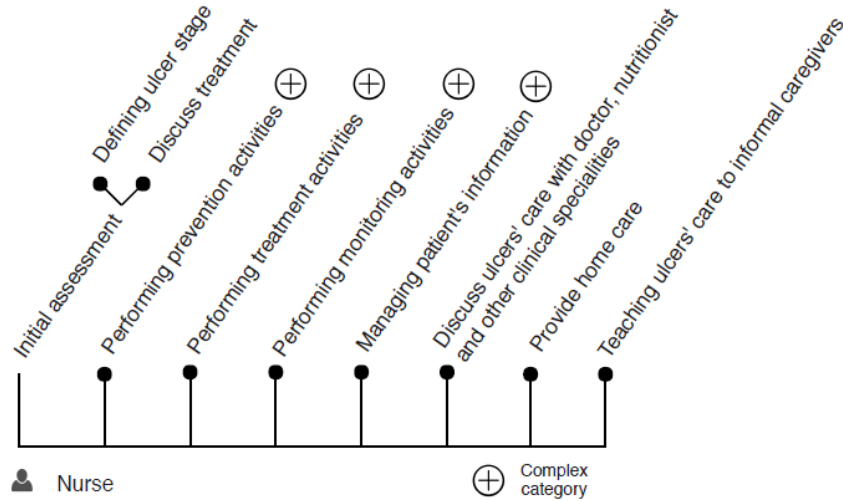 Defining ulcer stage
Discuss treatment
Initial assessment
Performing prevention activities
Performing treatment activities
Performing monitoring activities
Managing patient's information
Discuss ulcers' care with doctor, nutritionist
and other clinical specialities
Provide home care
Teaching ulcers' care to informal caregivers
Nurse
Complex
category